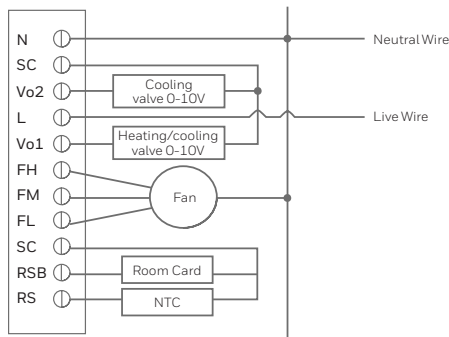 N
Neutral Wire
SC
Vo2
Cooling
valve 0-10V
L
Live Wire
Vo1
Heating/cooling
valve 0-10V
FH
FM
Fan
FL
SC
RSB
Room Card
RS
NTC